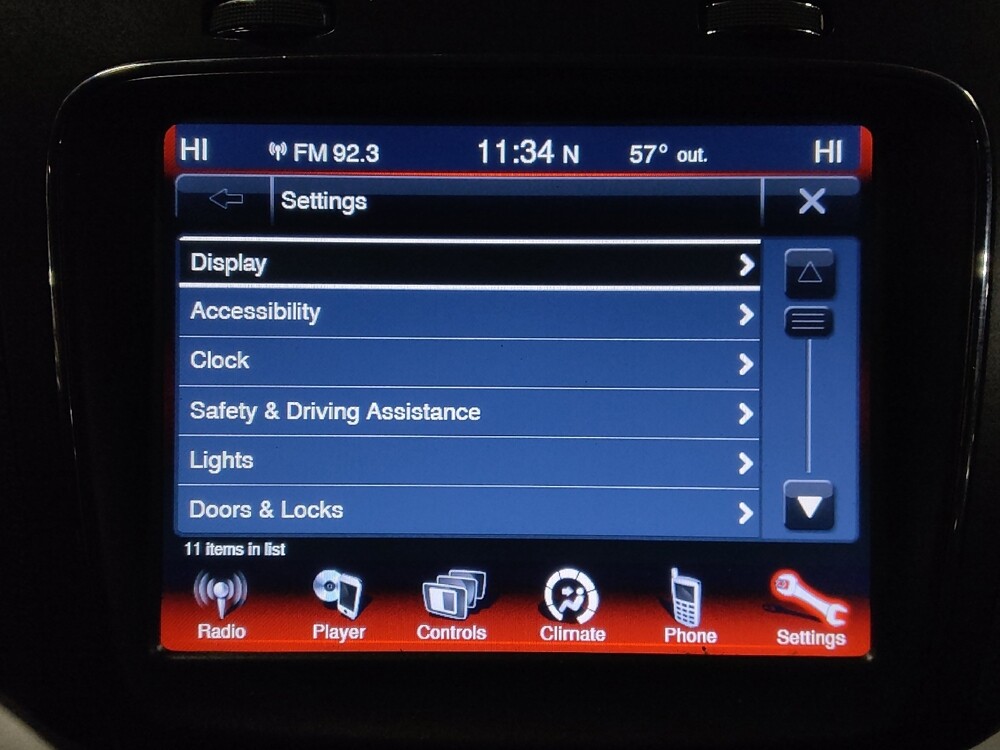 HI FM 92.3 11:34 N 57° out. HI
Settings
Display
Accessibility
Clock
Safety & Driving Assistance
Lights
Doors & Locks
11 items in list
Radio Player Controls Climate Phone Settings